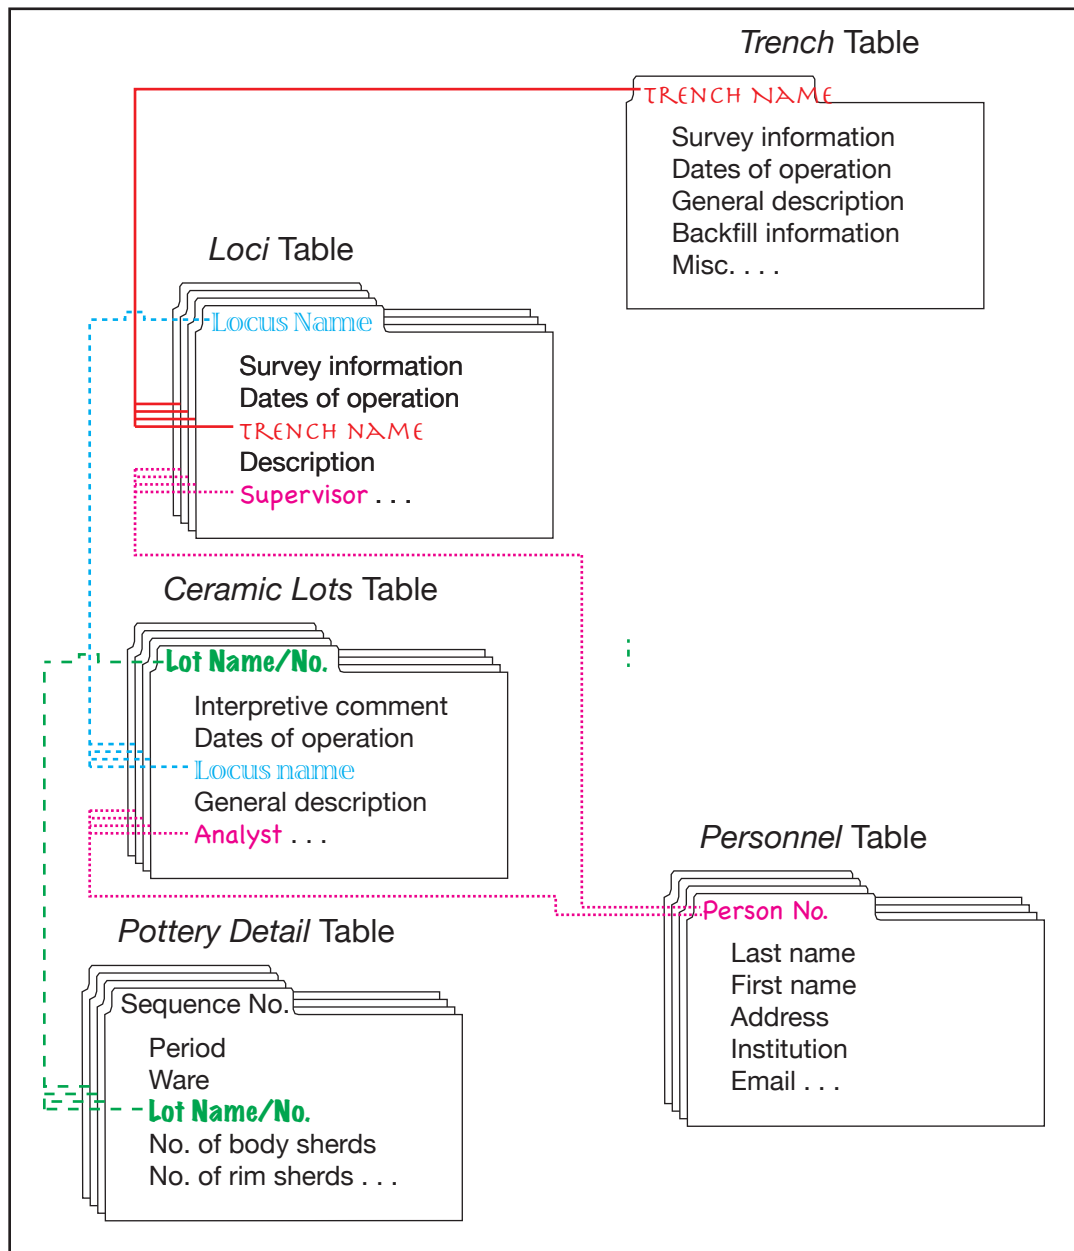 Trench Table
TRENCH NAME
Survey information
Dates of operation
General description
Backfill information
Misc. . . .
Loci Table
Locus Name
Survey information
Dates of operation
TRENCH NAME
Description
Supervisor . . .
Ceramic Lots Table
Lot Name/No.
Interpretive comment
Dates of operation
Locus name
General description
Analyst . . .
Personnel Table
Person No.
Last name
First name
Address
Institution
Email . . .
Pottery Detail Table
Sequence No.
Period
Ware
Lot Name/No.
No. of body sherds
No. of rim sherds . . .